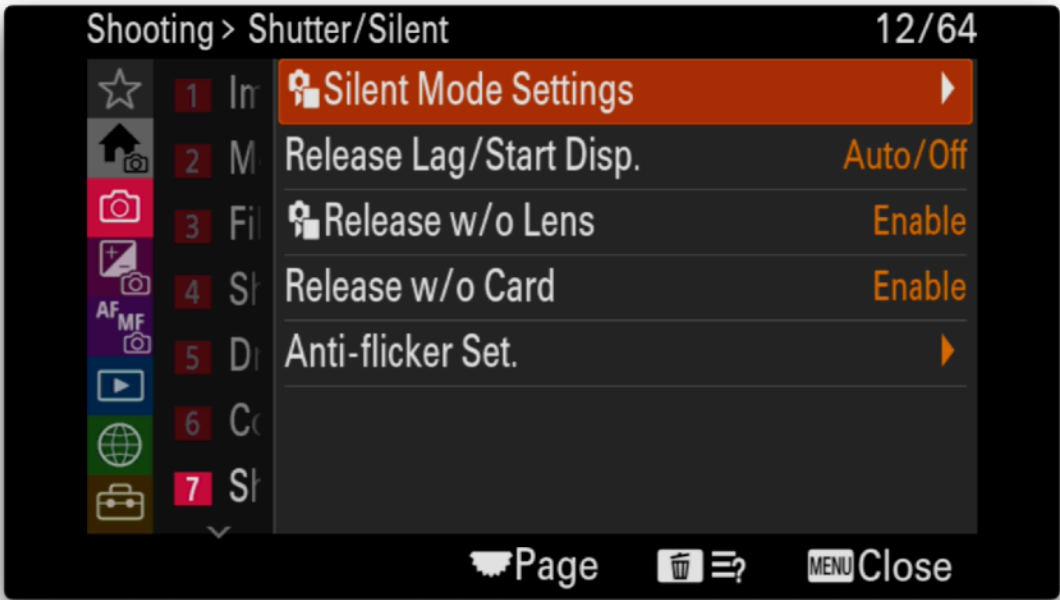 Shooting > Shutter/Silent 12/64
Silent Mode Settings
Release Lag/Start Disp. Auto/Off
Release w/o Lens Enable
Release w/o Card Enable
Anti-flicker Set.
AF MF
1
2
3 Fil
4
5
6
7
Page
MENU Close